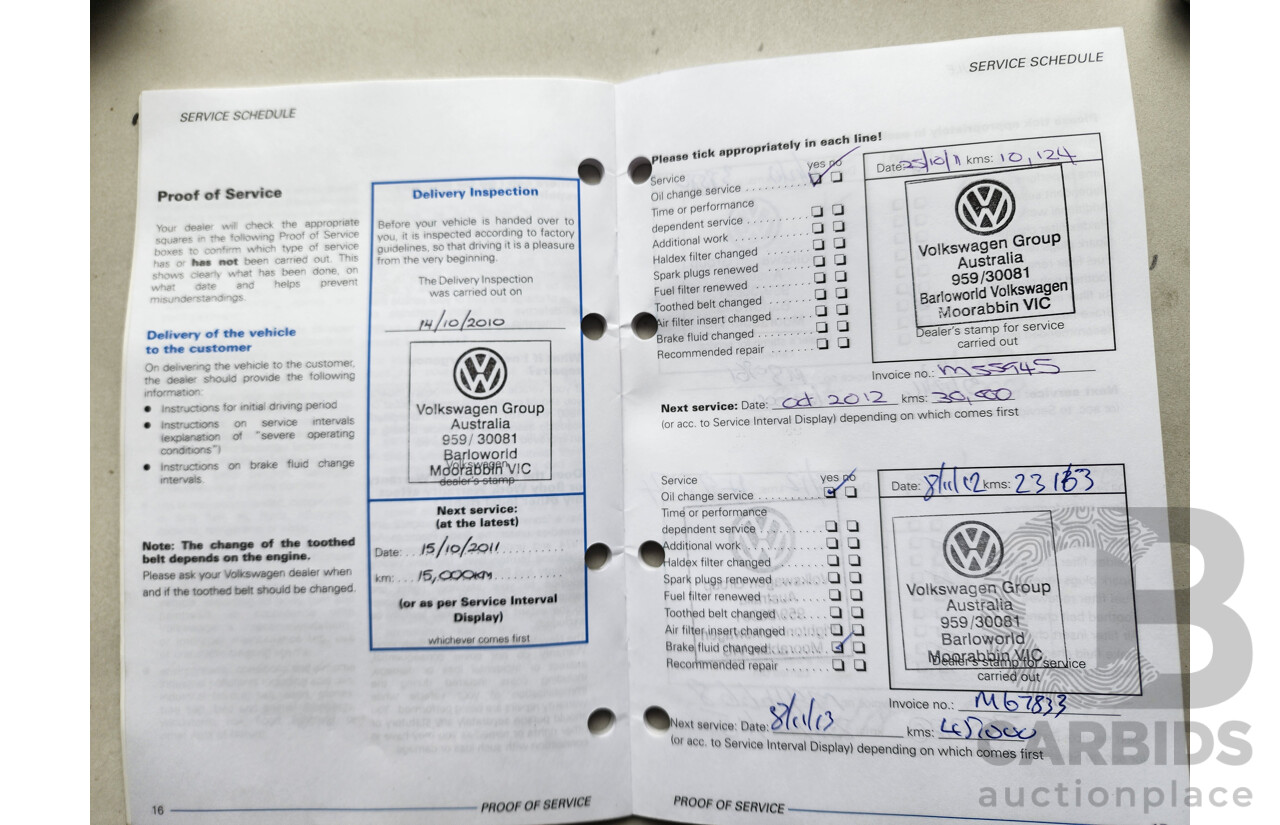 SERVICE SCHEDULE
Proof of Service
Your dealer will check the appropriate
squares in the following Proof of Service
boxes to confirm which type of service
has or has not been carried out. This
shows clearly what has been done, on
what date and helps prevent
misunderstandings.
Delivery of the vehicle
to the customer
On delivering the vehicle to the customer,
the dealer should provide the following
information:
● Instructions for initial driving period
● Instructions on service intervals
(explanation of "severe operating
conditions")
● Instructions on brake fluid change
intervals.
Note: The change of the toothed
belt depends on the engine.
Please ask your Volkswagen dealer when
and if the toothed belt should be changed.
Delivery Inspection
Before your vehicle is handed over to
you, it is inspected according to factory
guidelines, so that driving it is a pleasure
from the very beginning.
The Delivery Inspection
was carried out on
14/10/2010
Volkswagen Group
Australia
959/30081
Barloworld
Moorabbin VIC
Volkswagen
dealer's stamp
Next service:
(at the latest)
Date: . . 15/10/2011 . . . . . . . . . .
km: . . . 15,000km . . . . . . . . . . .
(or as per Service Interval
Display)
whichever comes first
16 PROOF OF SERVICE
SERVICE SCHEDULE
Please tick appropriately in each line!
Service yes no
Oil change service . . . . . . . . . .
Time or performance
dependent service . . . . . . . . . .
Additional work . . . . . . . . . . . .
Haldex filter changed . . . . . . . .
Spark plugs renewed . . . . . . . .
Fuel filter renewed . . . . . . . . . .
Toothed belt changed . . . . . . .
Air filter insert changed . . . . . .
Brake fluid changed . . . . . . . . .
Recommended repair . . . . . . .
Date: 25/10/11 kms: 10,124
Volkswagen Group
Australia
959/30081
Barloworld Volkswagen
Moorabbin VIC
Dealer's stamp for service
carried out
Invoice no.: M55945
Next service: Date: Oct 2012 kms: 30,000
(or acc. to Service Interval Display) depending on which comes first
Service yes no
Oil change service . . . . . . . . . .
Time or performance
dependent service . . . . . . . . . .
Additional work . . . . . . . . . . . .
Haldex filter changed . . . . . . . .
Spark plugs renewed . . . . . . . .
Fuel filter renewed . . . . . . . . . .
Toothed belt changed . . . . . . .
Air filter insert changed
Brake fluid changed . . . . . . . . .
Recommended repair . . . . . . .
Date: 8/11/12 kms: 23163
Volkswagen Group
Australia
959/30081
Barloworld
Moorabbin VIC
Dealer's stamp for service
carried out
Invoice no.: M67833
Next service: Date: 8/11/13 kms:
(or acc. to Service Interval Display) depending on which comes first
PROOF OF SERVICE
CARBIDS
auctionplace